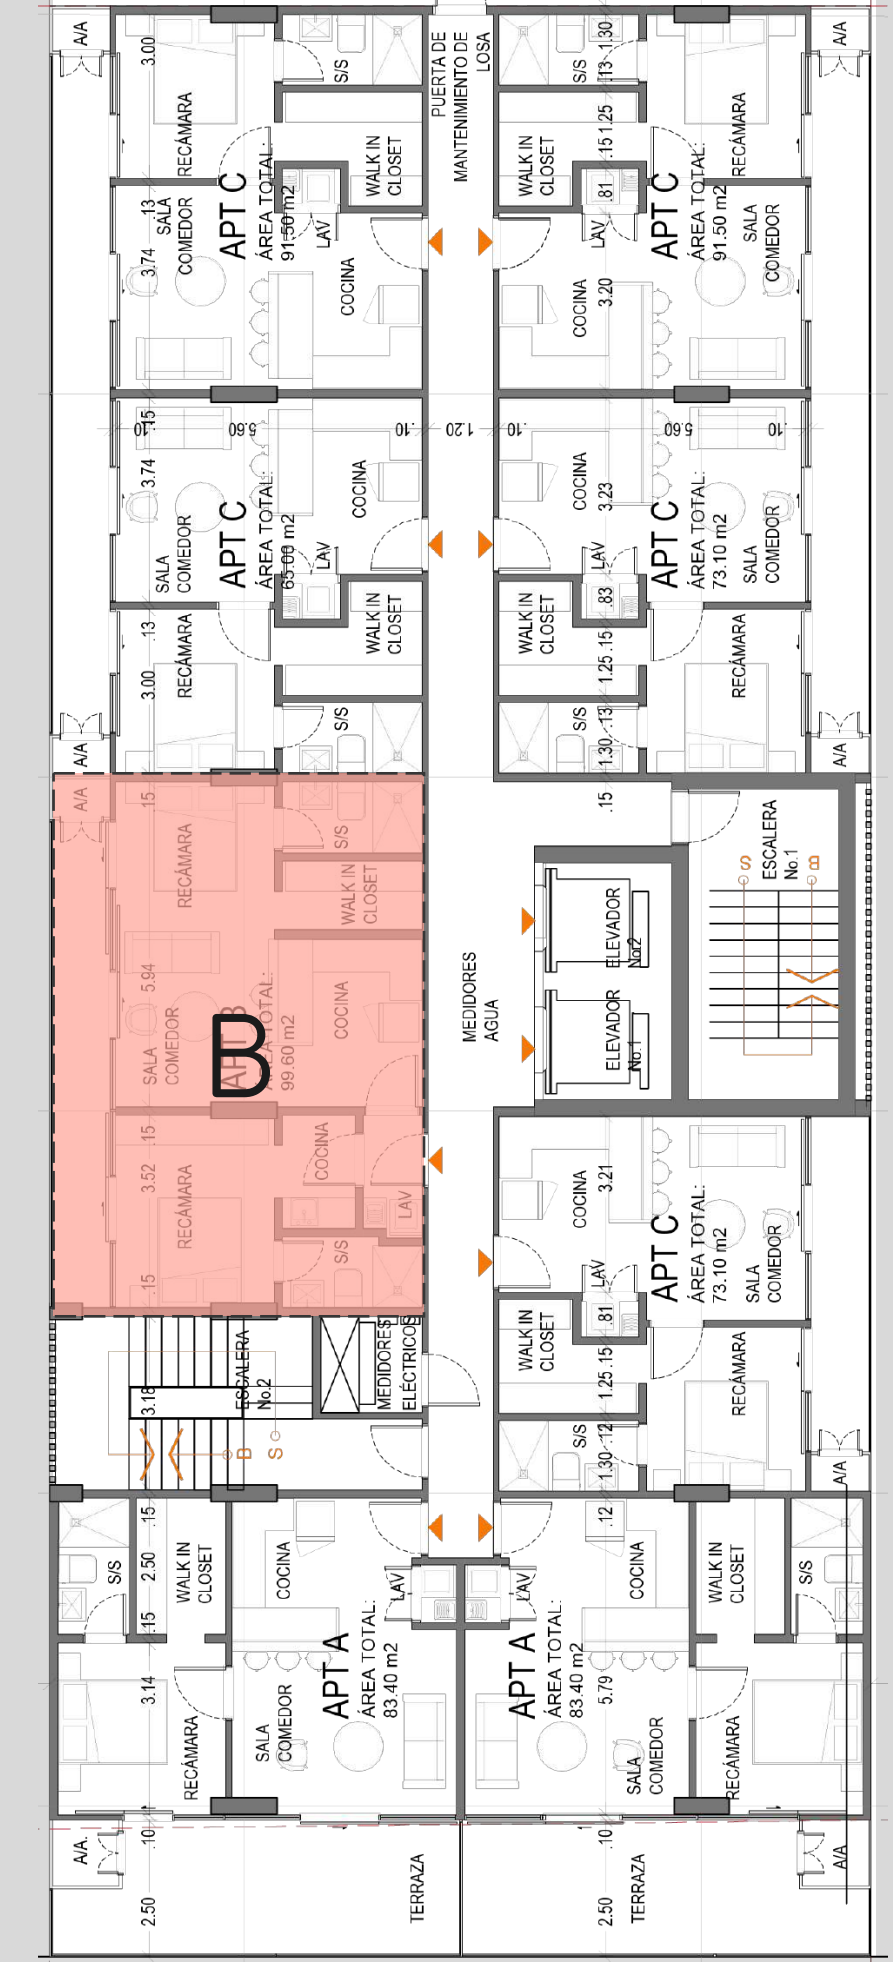 A/A
3.00
RECÁMARA
S/S
PUERTA DE
MANTENIMIENTO DE
LOSA
S/S
.13
1.30
RECÁMARA
A/A
WALK IN
CLOSET
WALK IN
CLOSET
.15
1.25
.13
3.74
SALA
COMEDOR
APT C
ÁREA TOTAL:
91.50 m2
LAV
COCINA
LAV
.81
COCINA
3.20
APT C
ÁREA TOTAL:
91.50 m2
SALA
COMEDOR
.15
.10
5.60
.10
1.20
.10
5.60
.10
3.74
SALA
COMEDOR
APT C
ÁREA TOTAL:
65.00 m2
LAV
COCINA
COCINA
3.23
LAV
.83
APT C
ÁREA TOTAL:
73.10 m2
SALA
COMEDOR
.13
3.00
RECÁMARA
WALK IN
CLOSET
WALK IN
CLOSET
1.25
.15
RECÁMARA
A/A
S/S
S/S
1.30
.13
A/A
A/A
.15
RECÁMARA
S/S
WALK IN
CLOSET
.15
ESCALERA
No.1
S
B
ELEVADOR
No.2
ELEVADOR
No.1
MEDIDORES
AGUA
5.94
SALA
COMEDOR
APT B
ÁREA TOTAL:
99.60 m2
COCINA
B
.15
3.52
RECÁMARA
COCINA
LAV
S/S
.15
COCINA
3.21
LAV
.81
APT C
ÁREA TOTAL:
73.10 m2
SALA
COMEDOR
3.18
ESCALERA
No.2
MEDIDORES
ELÉCTRICOS
B
S
WALK IN
CLOSET
1.25
.15
RECÁMARA
S/S
1.30
.12
A/A
S/S
.15
2.50
.15
WALK IN
CLOSET
COCINA
LAV
LAV
.12
COCINA
WALK IN
CLOSET
S/S
3.14
RECÁMARA
SALA
COMEDOR
APT A
ÁREA TOTAL:
83.40 m2
APT A
ÁREA TOTAL:
83.40 m2
5.79
SALA
COMEDOR
RECÁMARA
A/A.
.10
2.50
TERRAZA
.10
2.50
TERRAZA
A/A